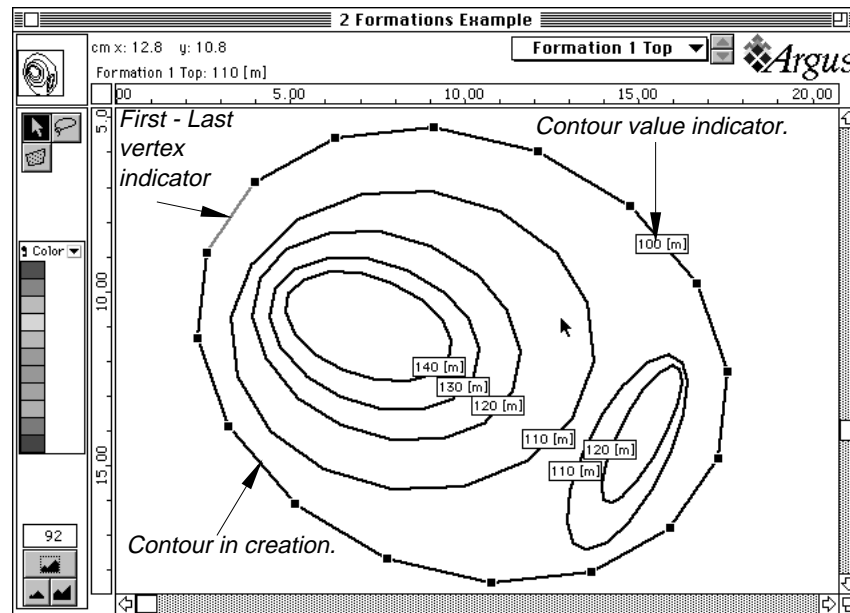 2 Formations Example
cm x: 12.8 y: 10.8
Formation 1 Top: 110 [m]
Formation 1 Top
Argus
00 5.00 10.00 15.00 20.00
5.0
10.00
15.00
First - Last
vertex
indicator
Contour value indicator.
100 [m]
Color
140 [m]
130 [m]
120 [m]
110 [m]
120 [m]
110 [m]
92
Contour in creation.